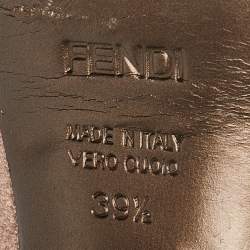 FENDI
MADE IN ITALY
VERO CUOIO
39½